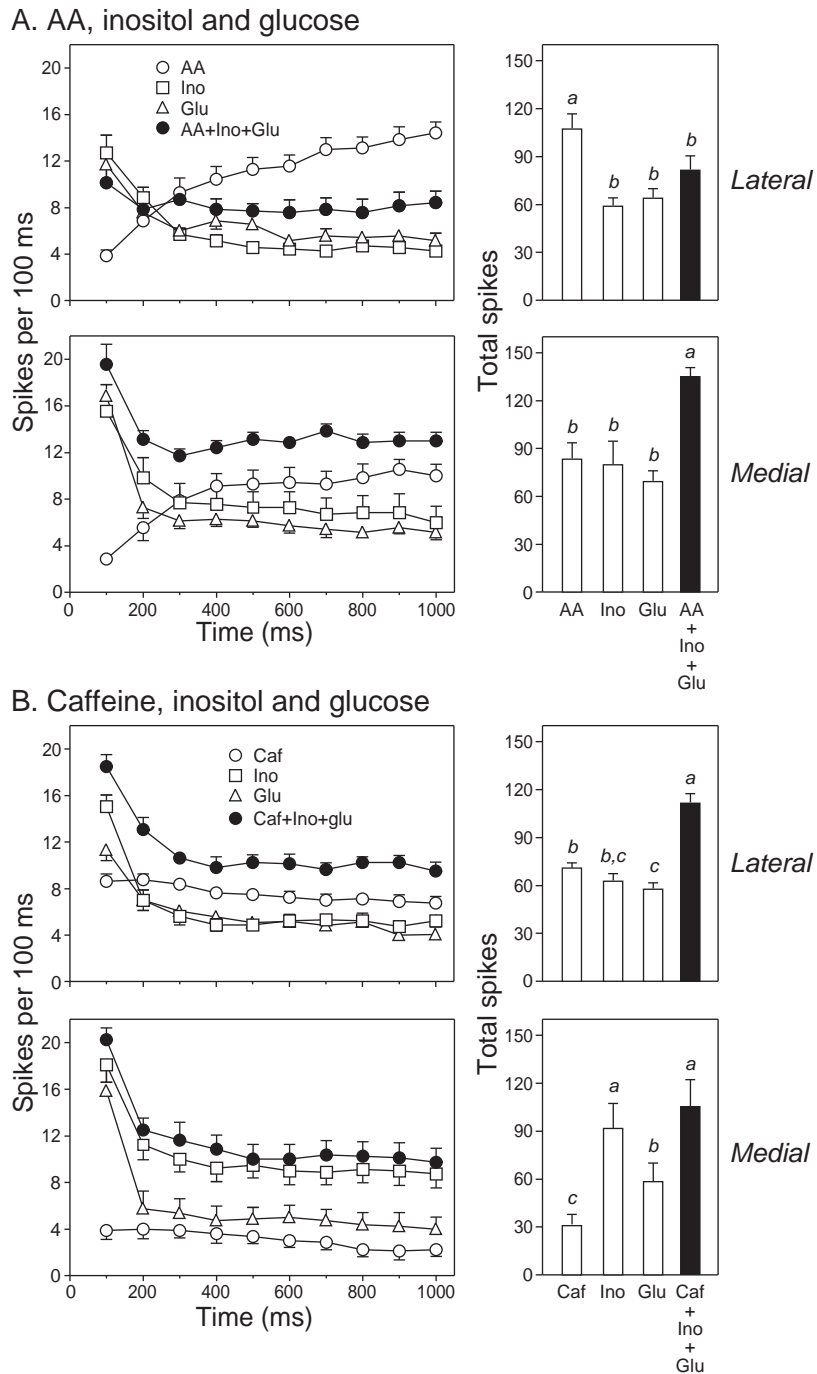 A. AA, inositol and glucose
Spikes per 100 ms
20
16
12
8
4
0
AA
Ino
Glu
AA+Ino+Glu
Total spikes
150
120
90
60
30
0
a
b
b
b
Lateral
20
16
12
8
4
0
0
200
400
600
800
1000
Time (ms)
150
120
90
60
30
0
b
b
b
a
AA
Ino
Glu
AA
+
Ino
+
Glu
Medial
B. Caffeine, inositol and glucose
Spikes per 100 ms
20
16
12
8
4
0
Caf
Ino
Glu
Caf+Ino+glu
Total spikes
150
120
90
60
30
0
b
b,c
c
a
Lateral
20
16
12
8
4
0
0
200
400
600
800
1000
Time (ms)
150
120
90
60
30
0
c
a
b
a
Caf
Ino
Glu
Caf
+
Ino
+
Glu
Medial